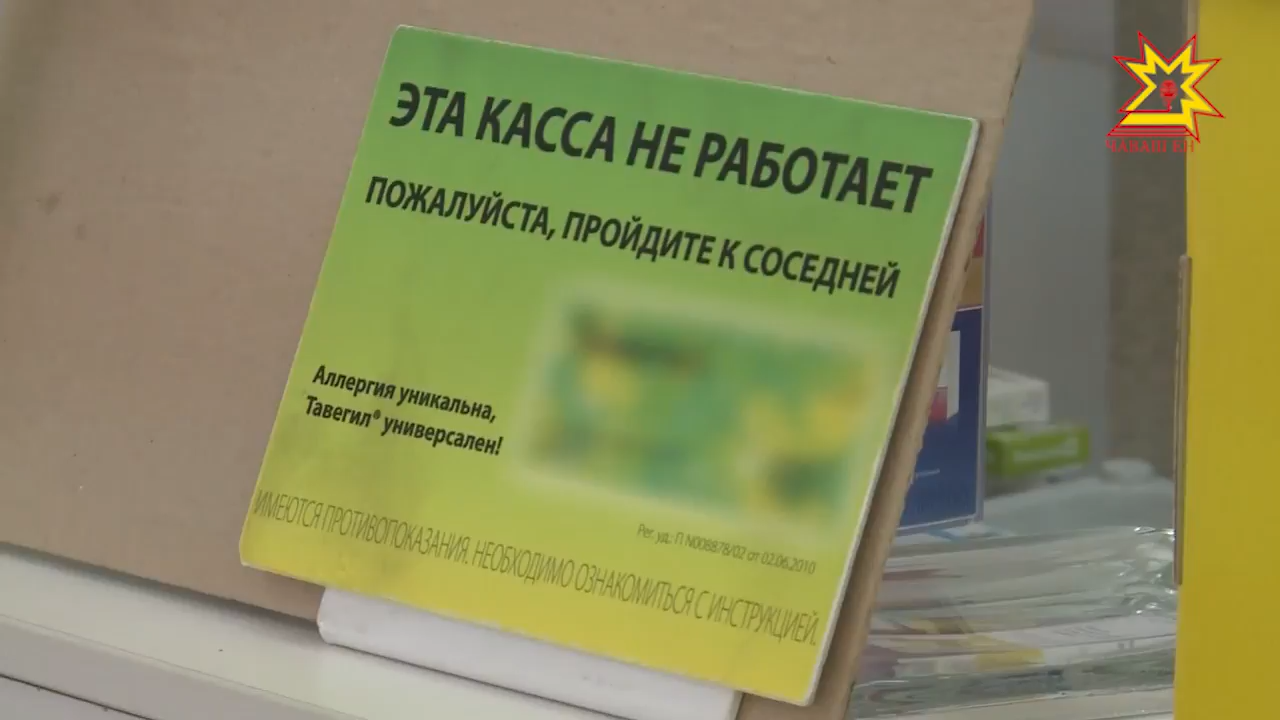 ЭТА КАССА НЕ РАБОТАЕТ
ПОЖАЛУЙСТА, ПРОЙДИТЕ К СОСЕДНЕЙ
Аллергия уникальна,
Тавегил® универсален!
Рег. уд.: П N008878/02 от 02.06.2010
ИМЕЮТСЯ ПРОТИВОПОКАЗАНИЯ. НЕОБХОДИМО ОЗНАКОМИТЬСЯ С ИНСТРУКЦИЕЙ.